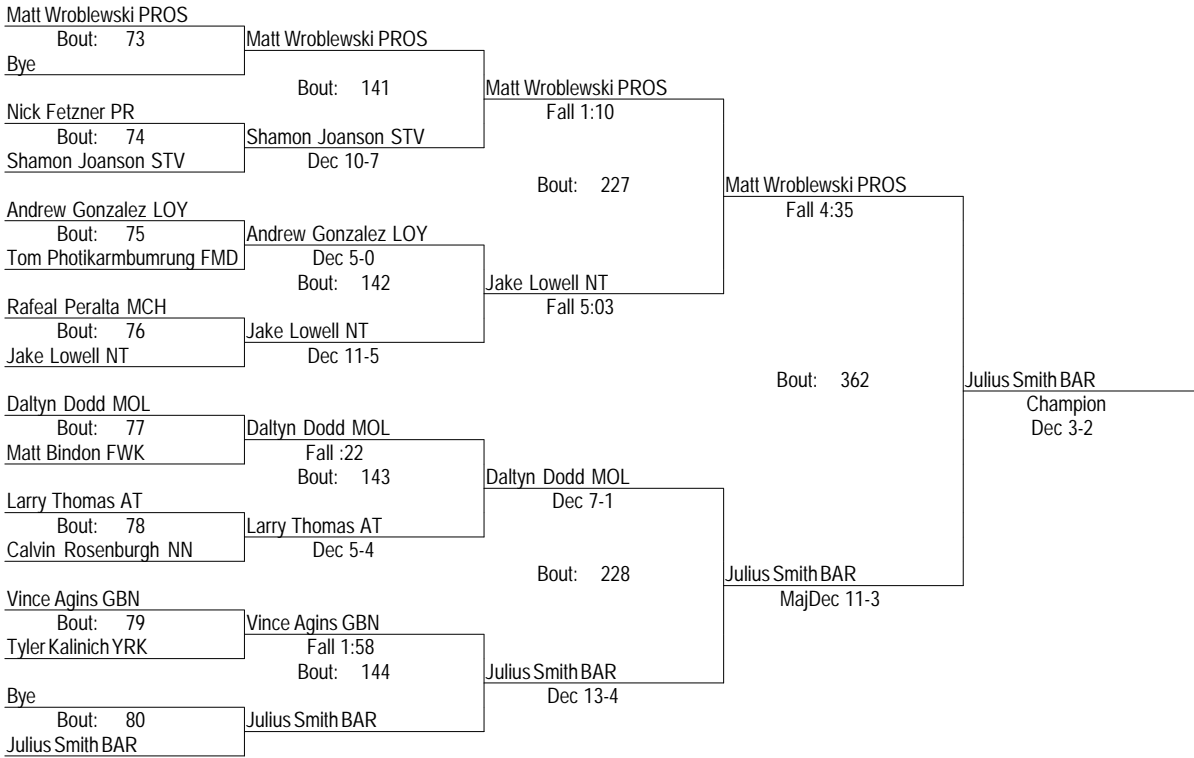 Matt Wroblewski PROS
Bout: 73
Bye
Matt Wroblewski PROS
Bout: 141
Nick Fetzner PR
Bout: 74
Shamon Joanson STV
Shamon Joanson STV
Dec 10-7
Matt Wroblewski PROS
Fall 1:10
Bout: 227
Andrew Gonzalez LOY
Bout: 75
Tom Photikarmbumrung FMD
Andrew Gonzalez LOY
Dec 5-0
Bout: 142
Rafeal Peralta MCH
Bout: 76
Jake Lowell NT
Jake Lowell NT
Dec 11-5
Jake Lowell NT
Fall 5:03
Matt Wroblewski PROS
Fall 4:35
Bout: 362
Daltyn Dodd MOL
Bout: 77
Matt Bindon FWK
Daltyn Dodd MOL
Fall :22
Bout: 143
Larry Thomas AT
Bout: 78
Calvin Rosenburgh NN
Larry Thomas AT
Dec 5-4
Daltyn Dodd MOL
Dec 7-1
Bout: 228
Vince Agins GBN
Bout: 79
Tyler Kalinich YRK
Vince Agins GBN
Fall 1:58
Bout: 144
Bye
Bout: 80
Julius Smith BAR
Julius Smith BAR
Julius Smith BAR
Dec 13-4
Julius Smith BAR
MajDec 11-3
Julius Smith BAR
Champion
Dec 3-2